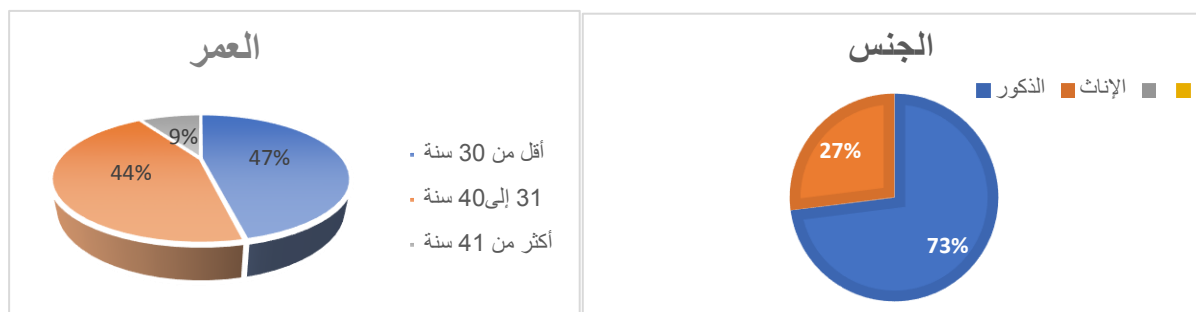 العمر
47%
44%
9%
أقل من 30 سنة
31 إلى40 سنة
أكثر من 41 سنة
الجنس
الذكور
الإناث
27%
73%